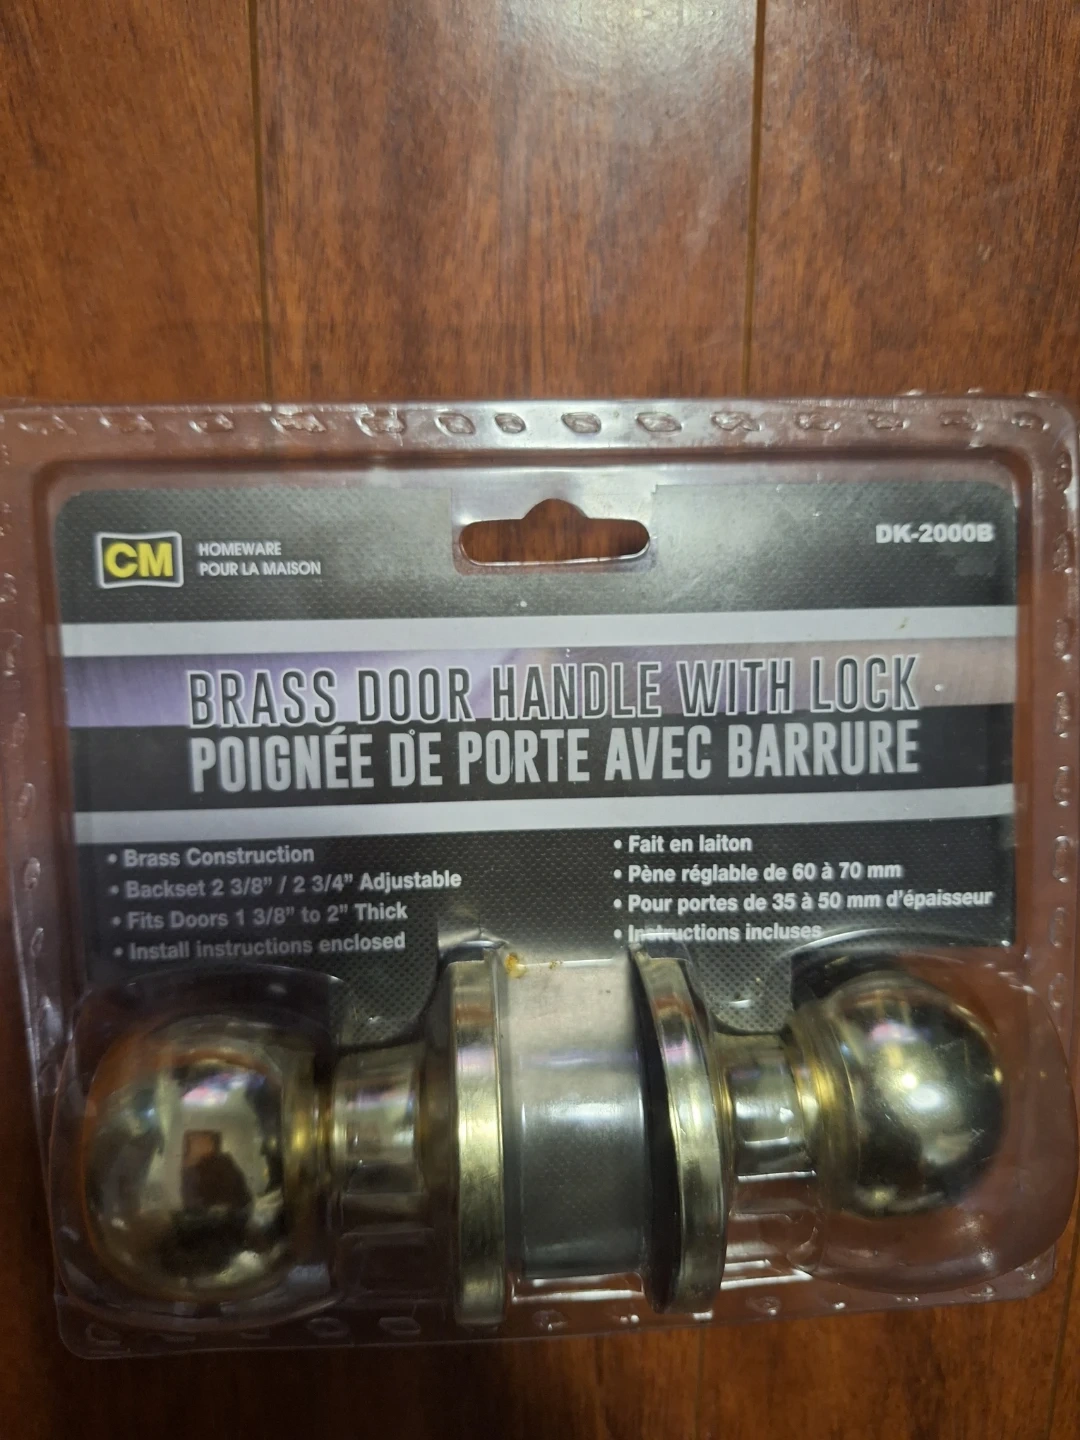 CM
HOMEWARE
POUR LA MAISON
DK-2000B
BRASS DOOR HANDLE WITH LOCK
POIGNÉE DE PORTE AVEC BARRURE
• Brass Construction
• Backset 2 3/8” / 2 3/4” Adjustable
• Fits Doors 1 3/8” to 2” Thick
• Install instructions enclosed
• Fait en laiton
• Pène réglable de 60 à 70 mm
• Pour portes de 35 à 50 mm d’épaisseur
• Instructions incluses